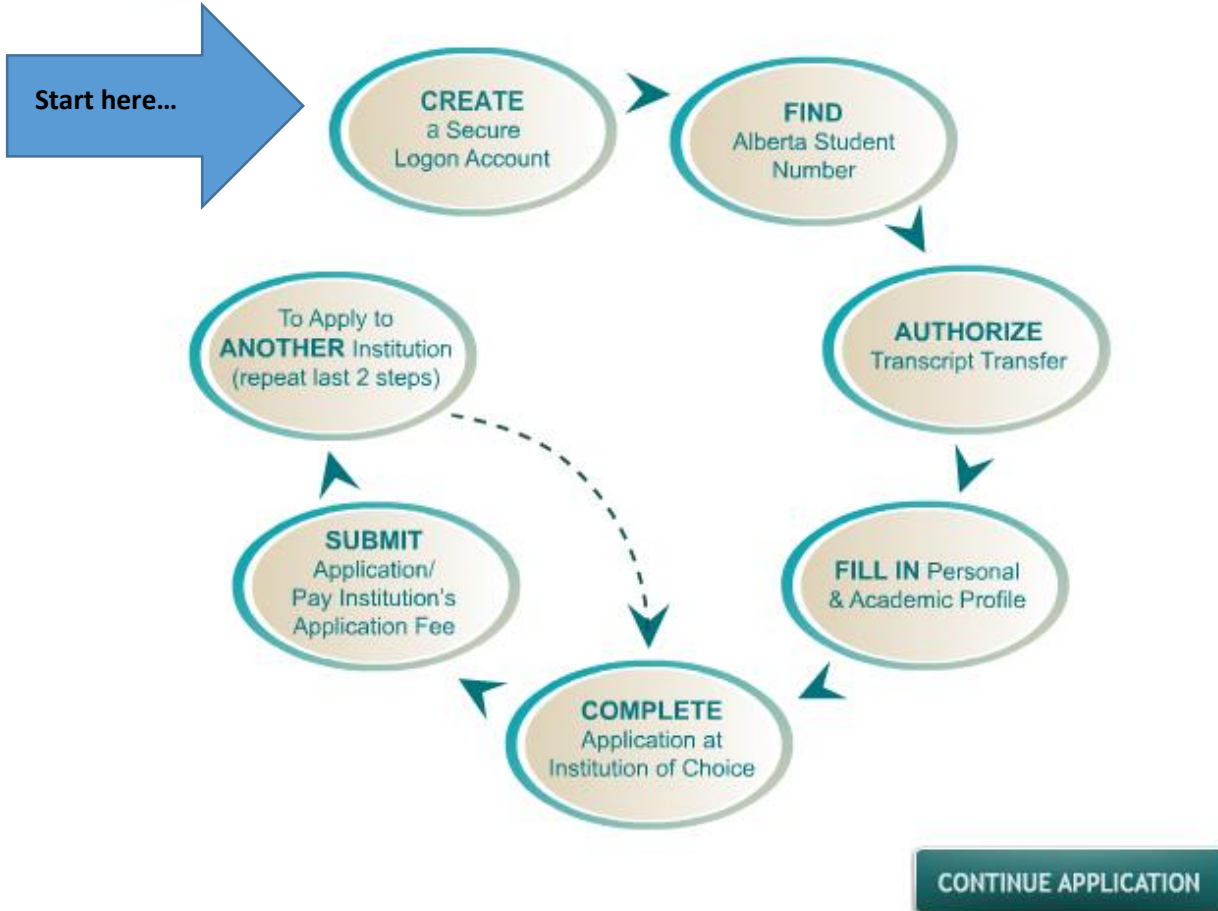 Start here…
CREATE
a Secure
Logon Account
FIND
Alberta Student
Number
AUTHORIZE
Transcript Transfer
FILL IN Personal
& Academic Profile
COMPLETE
Application at
Institution of Choice
SUBMIT
Application/
Pay Institution's
Application Fee
To Apply to
ANOTHER Institution
(repeat last 2 steps)
CONTINUE APPLICATION